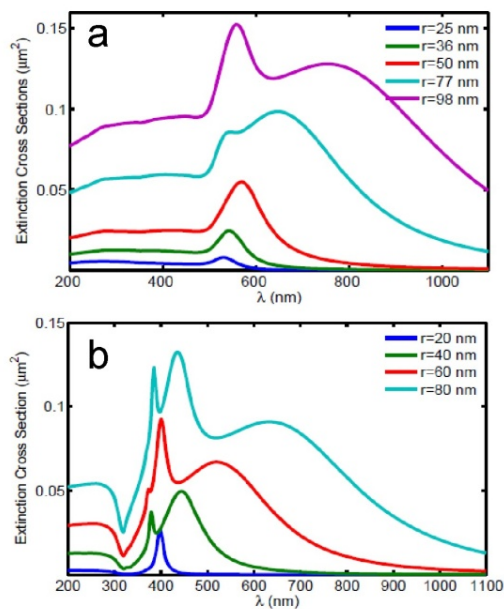 a
r=25 nm
r=36 nm
r=50 nm
r=77 nm
r=98 nm
Extinction Cross Sections (μm²)
0.15
0.1
0.05
200 400 600 800 1000
λ (nm)
b
r=20 nm
r=40 nm
r=60 nm
r=80 nm
Extinction Cross Section (μm²)
0.15
0.1
0.05
0
200 300 400 500 600 700 800 900 1000 1100
λ (nm)